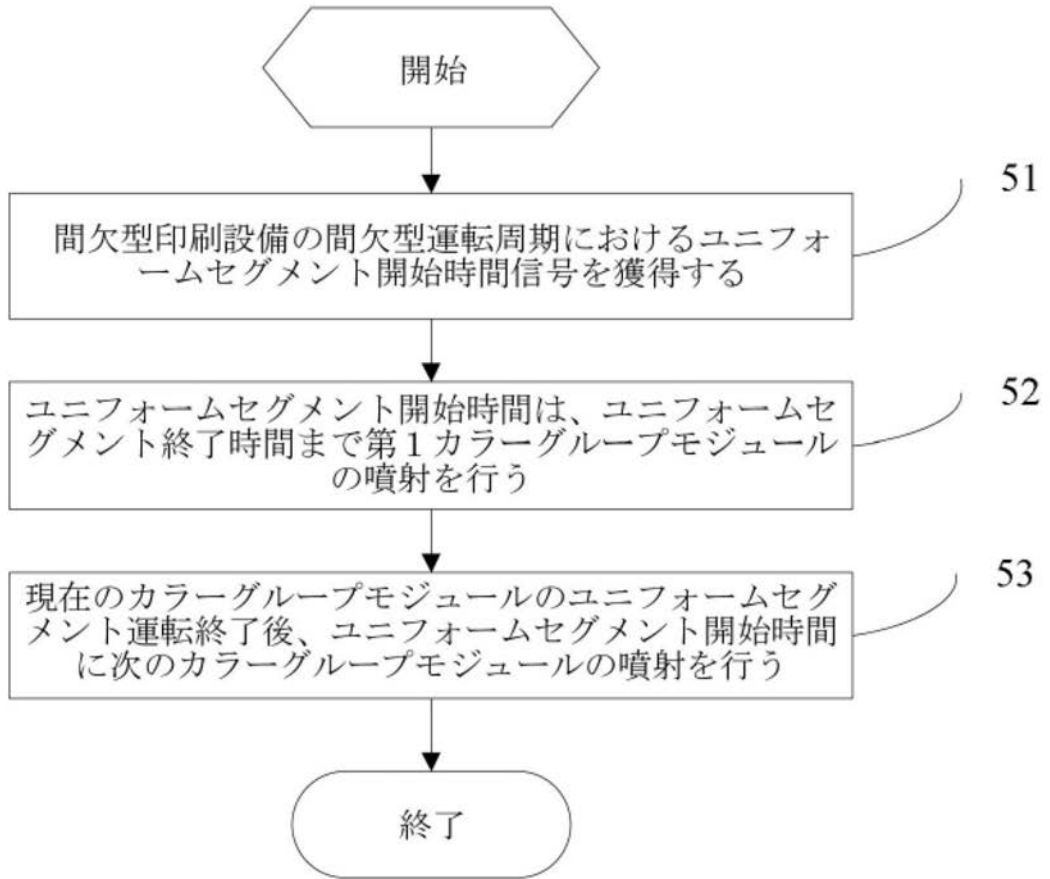 開始
51
間欠型印刷設備の間欠型運転周期におけるユニフォ
ームセグメント開始時間信号を獲得する
52
ユニフォームセグメント開始時間は、ユニフォームセ
グメント終了時間まで第１カラーグループモジュール
の噴射を行う
53
現在のカラーグループモジュールのユニフォームセグ
メント運転終了後、ユニフォームセグメント開始時間
に次のカラーグループモジュールの噴射を行う
終了